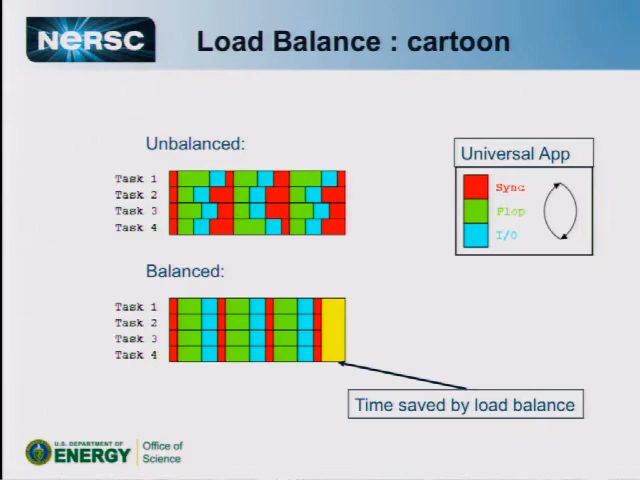 NERSC
Load Balance : cartoon
Unbalanced:
Task 1
Task 2
Task 3
Task 4
Universal App
Sync
Flop
I/O
Balanced:
Task 1
Task 2
Task 3
Task 4
Time saved by load balance
U.S. DEPARTMENT OF
ENERGY
Office of
Science